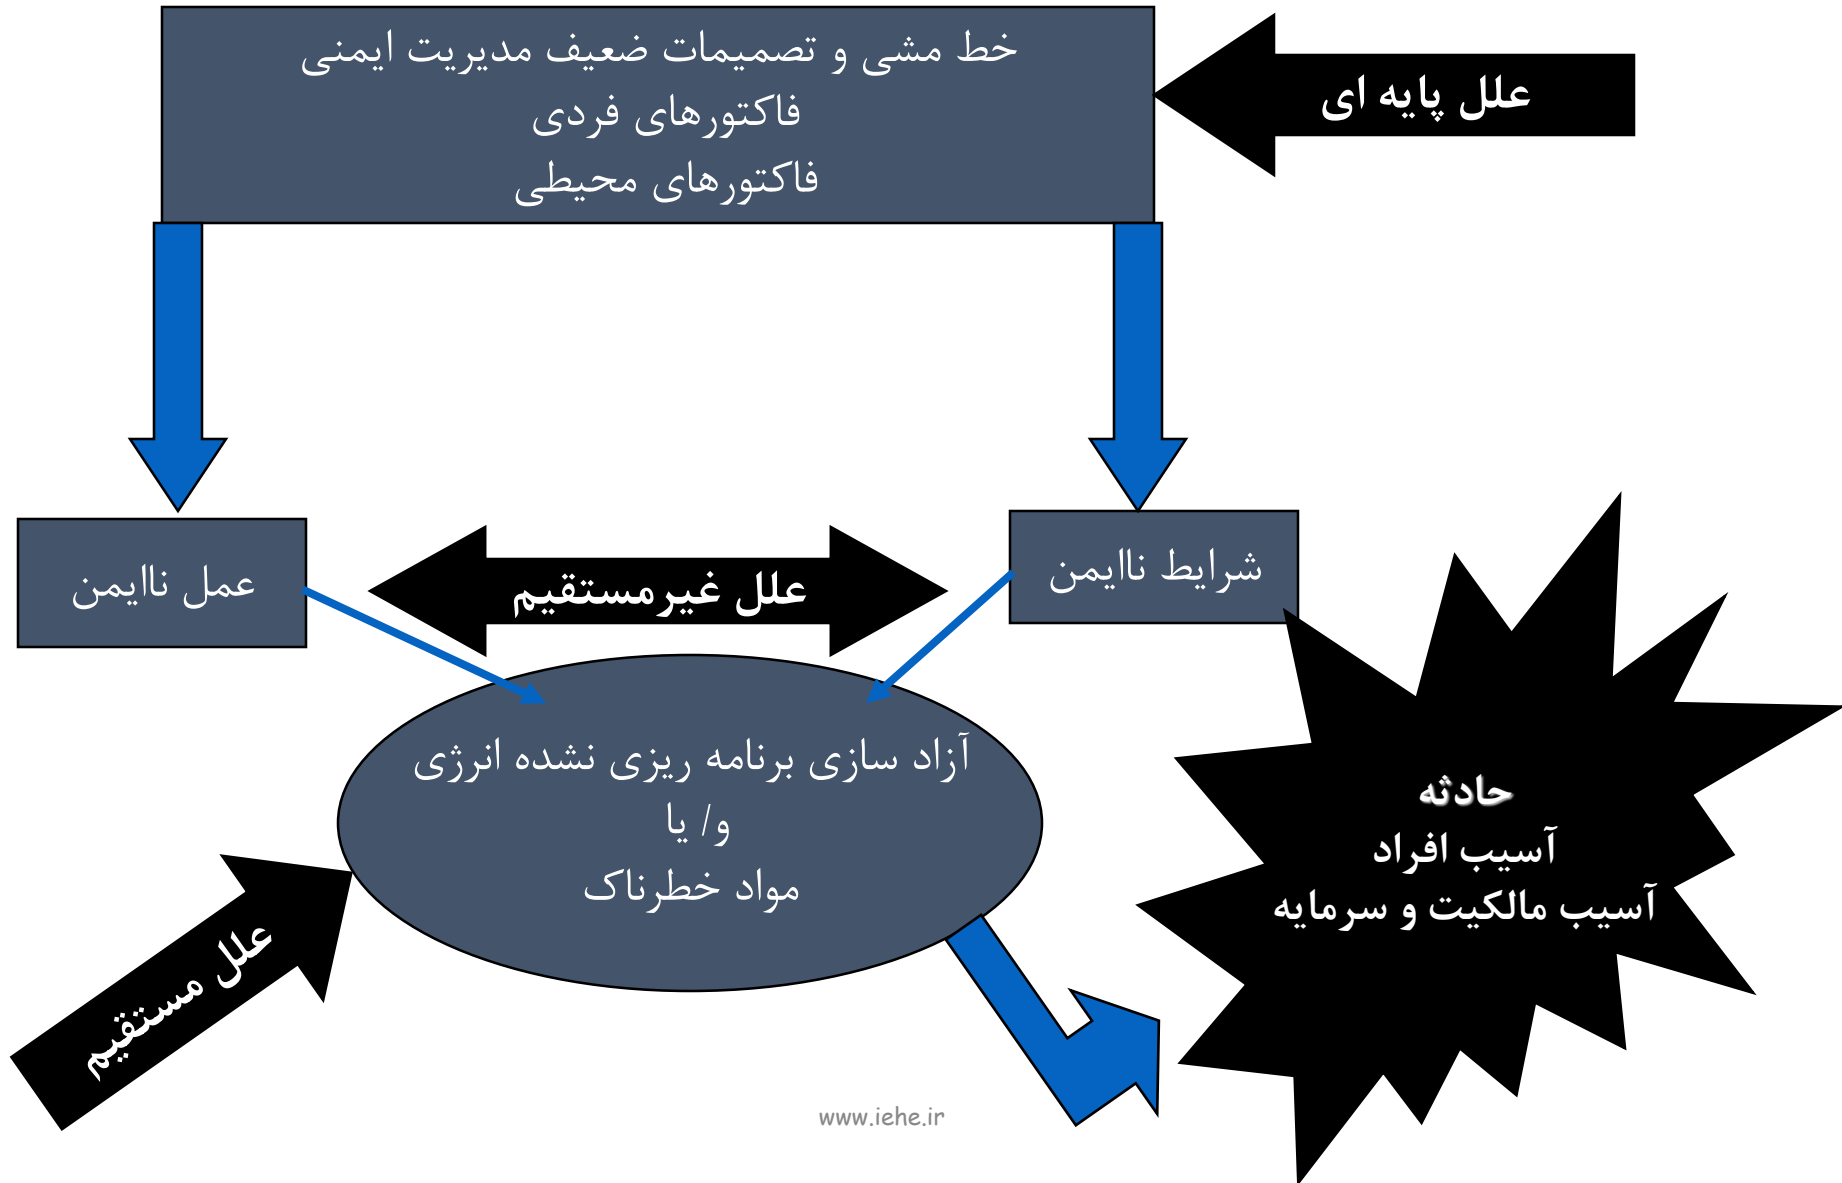 خط مشی و تصمیمات ضعیف مدیریت ایمنی
فاکتورهای فردی
فاکتورهای محیطی
علل پایه ای
شرایط ناایمن
علل غیرمستقیم
عمل ناایمن
آزاد سازی برنامه ریزی نشده انرژی
و/ یا
مواد خطرناک
علل مستقیم
حادثه
آسیب افراد
آسیب مالکیت و سرمایه
www.iehe.ir